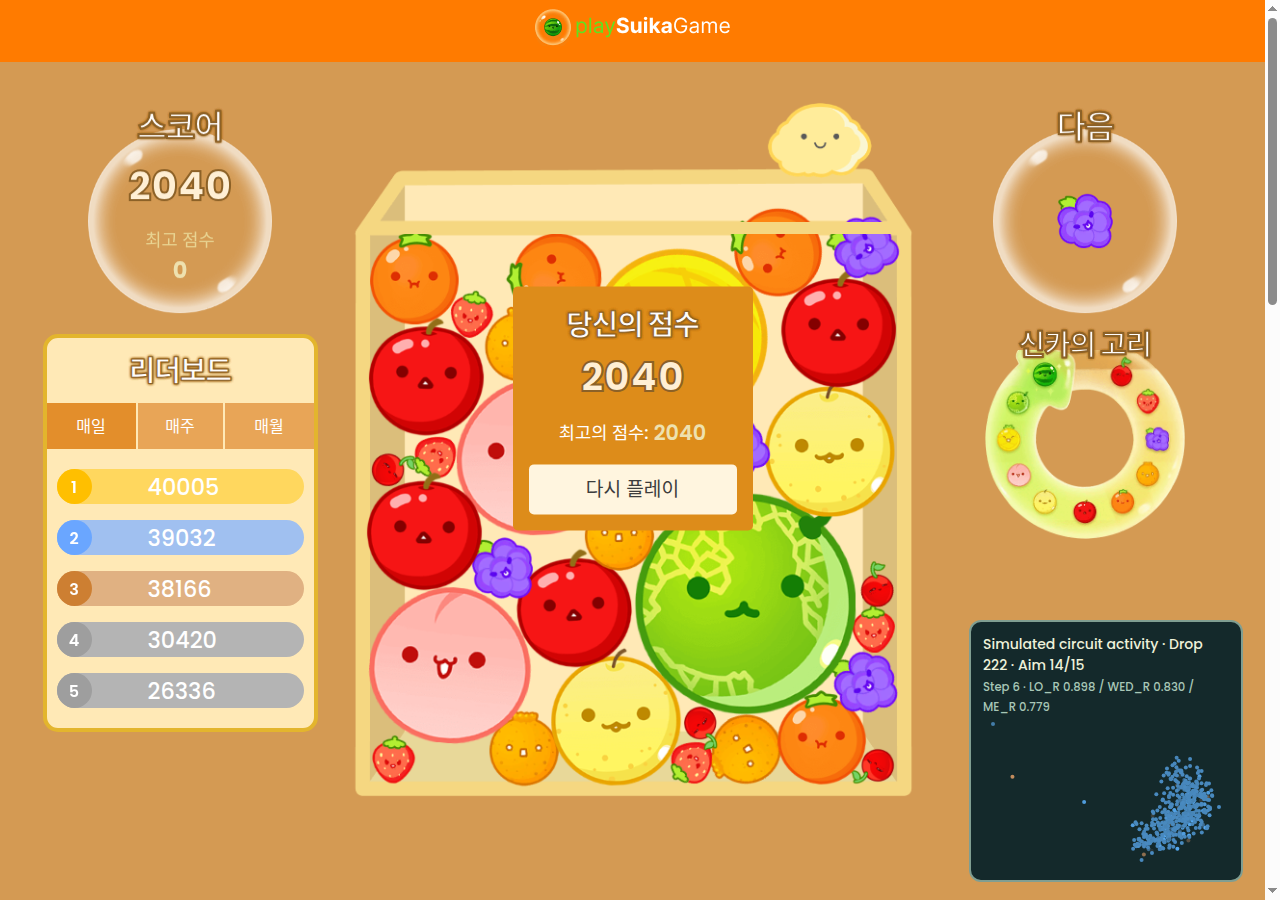 playSuikaGame
스코어
2040
최고 점수
0
리더보드
매일
매주
매월
1
40005
2
39032
3
38166
4
30420
5
26336
당신의 점수
2040
최고의 점수: 2040
다시 플레이
다음
신카의 고리
Simulated circuit activity · Drop
222 · Aim 14/15
Step 6 · LO_R 0.898 / WED_R 0.830 /
ME_R 0.779